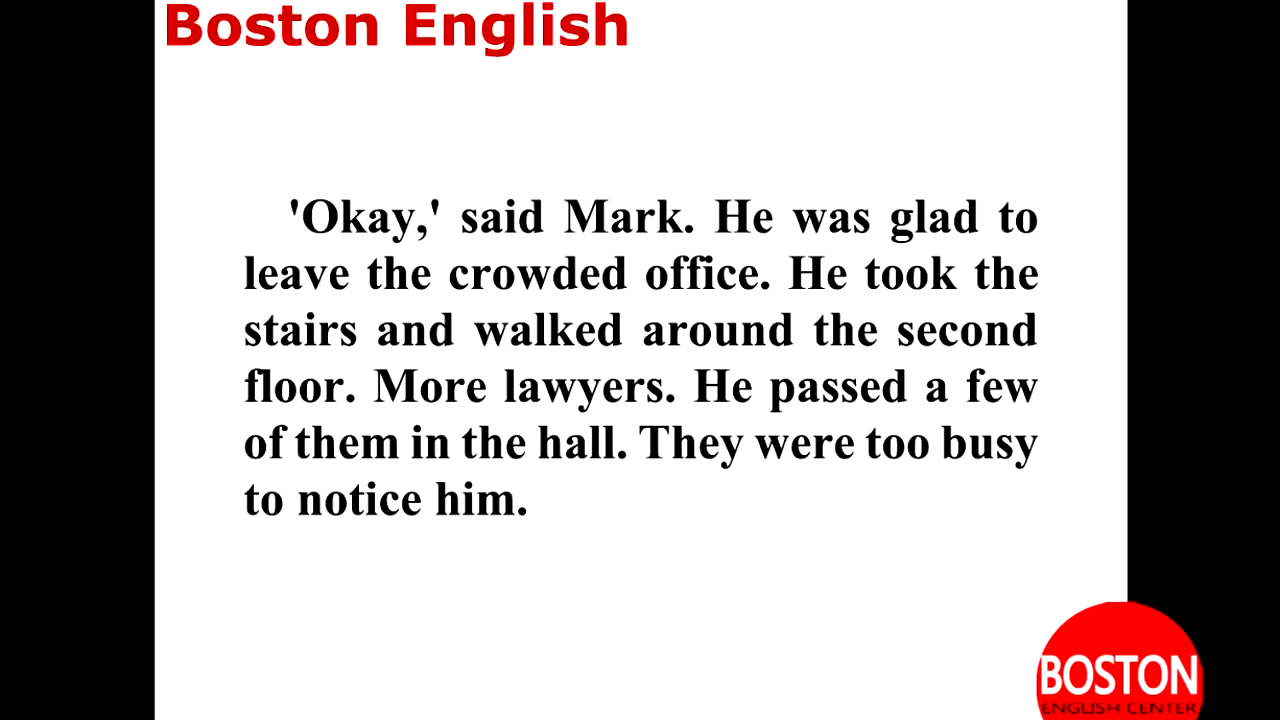 Boston English
'Okay,' said Mark. He was glad to
leave the crowded office. He took the
stairs and walked around the second
floor. More lawyers. He passed a few
of them in the hall. They were too busy
to notice him.
BOSTON
ENGLISH CENTER